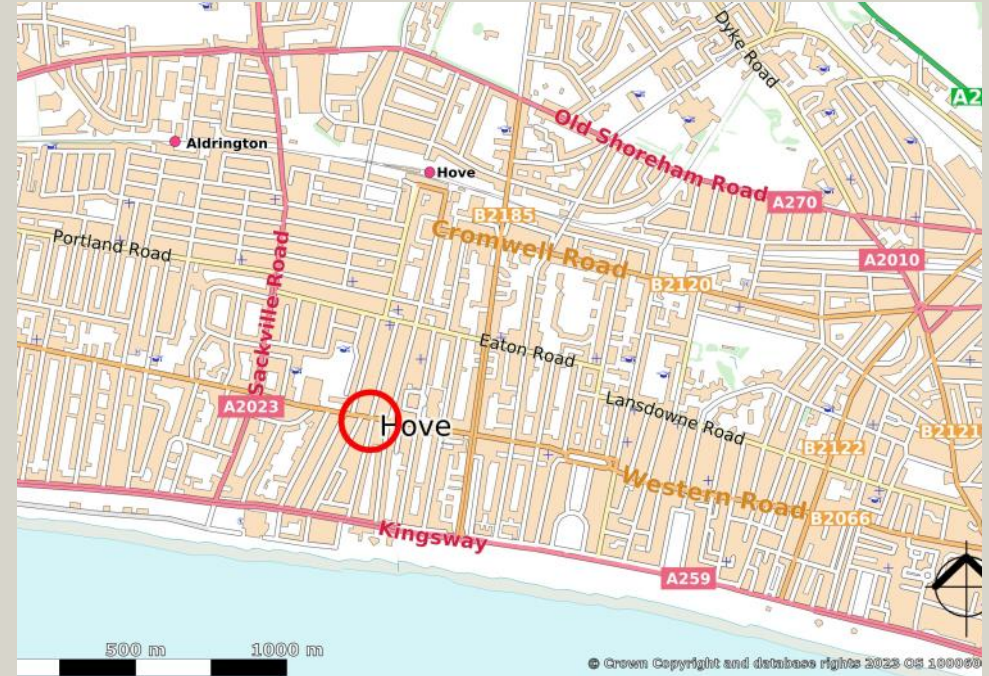 Dyke Road
A2
Old Shoreham Road
A270
Aldrington
Hove
B2185
Cromwell Road
Portland Road
Sackville Road
A2010
B2120
Eaton Road
Lansdowne Road
A2023
Hove
B2122
B2121
Western Road
B2066
Kingsway
A259
500 m
1000 m
© Crown Copyright and database rights 2023 OS 100060